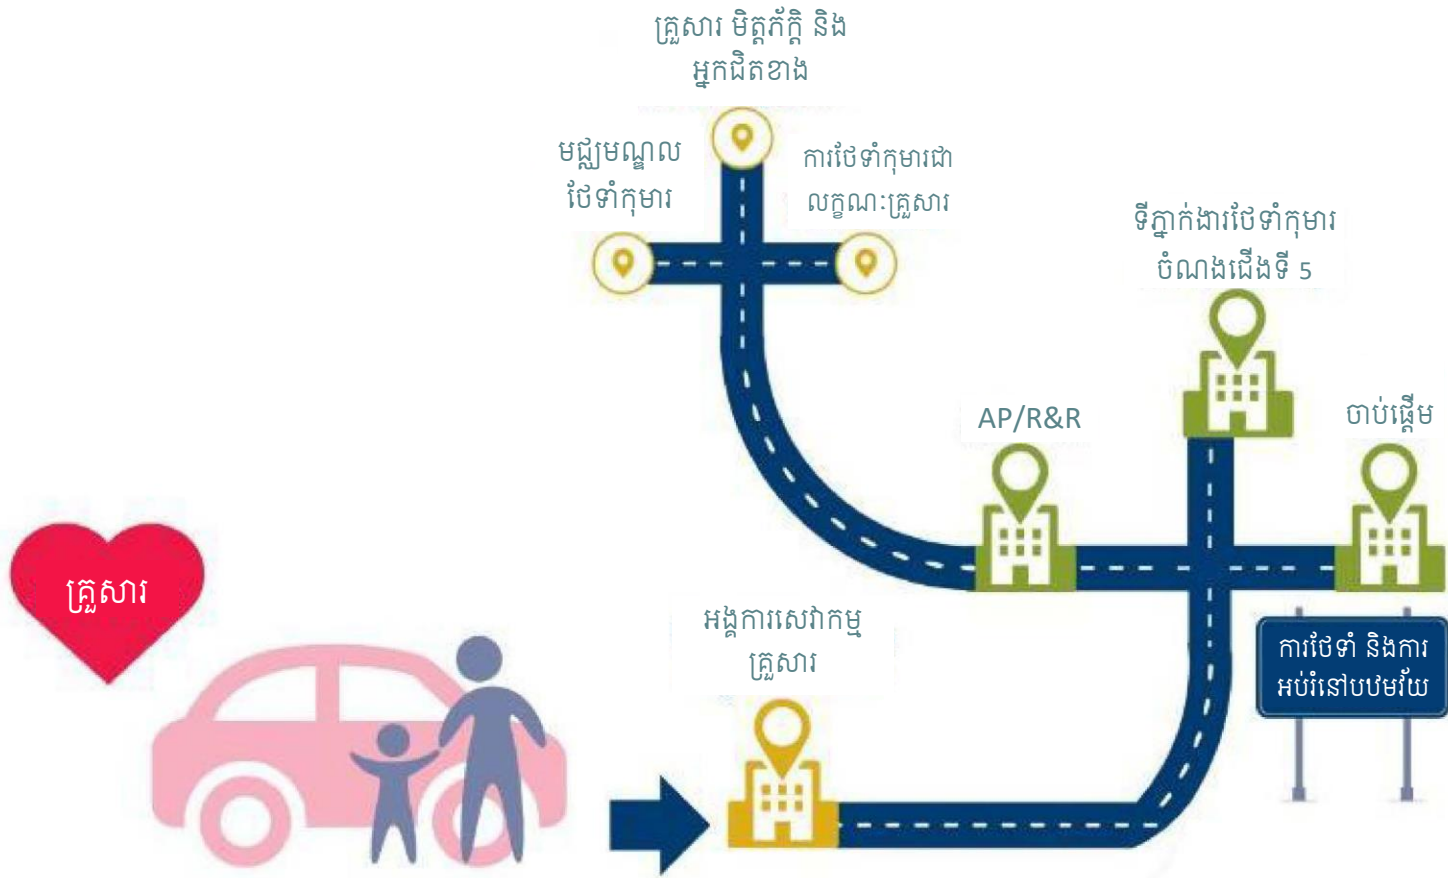 គ្រួសារ មិត្តភ័ក្តិ និង
អ្នកជិតខាង
មជ្ឈមណ្ឌល
ថែទាំកុមារ
ការថែទាំកុមារជា
លក្ខណៈគ្រួសារ
ទីភ្នាក់ងារថែទាំកុមារ
ចំណងជើងទី 5
AP/R&R
ចាប់ផ្តើម
គ្រួសារ
អង្គការសេវាកម្ម
គ្រួសារ
ការថែទាំ និងការ
អប់រំនៅបឋមវ័យ